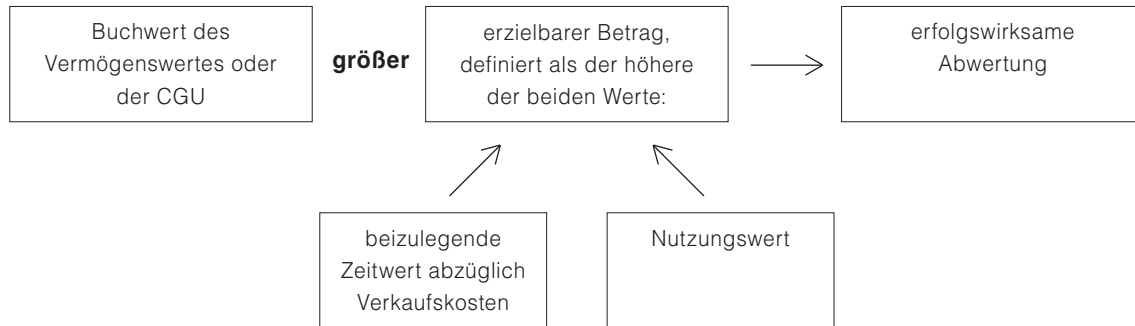 Buchwert des
Vermögenswertes oder
der CGU
größer
erzielbarer Betrag,
definiert als der höhere
der beiden Werte:
erfolgswirksame
Abwertung
beizulegende
Zeitwert abzüglich
Verkaufskosten
Nutzungswert